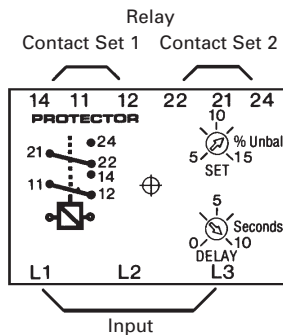 Relay
Contact Set 1 Contact Set 2
14 11 12 22 21 24
PROTECTOR
10
24
% Unbal
21
22
5 15
14
SET
11
12
5
Seconds
0 10
DELAY
L1 L2 L3
Input